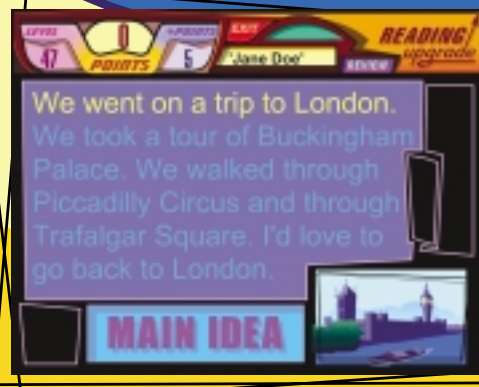 LEVEL 0 +POINTS EXIT READING
47 POINTS 5 'Jane Doe' REVIEW upgrade
We went on a trip to London.
We took a tour of Buckingham
Palace. We walked through
Piccadilly Circus and through
Trafalgar Square. I'd love to
go back to London.
MAIN IDEA